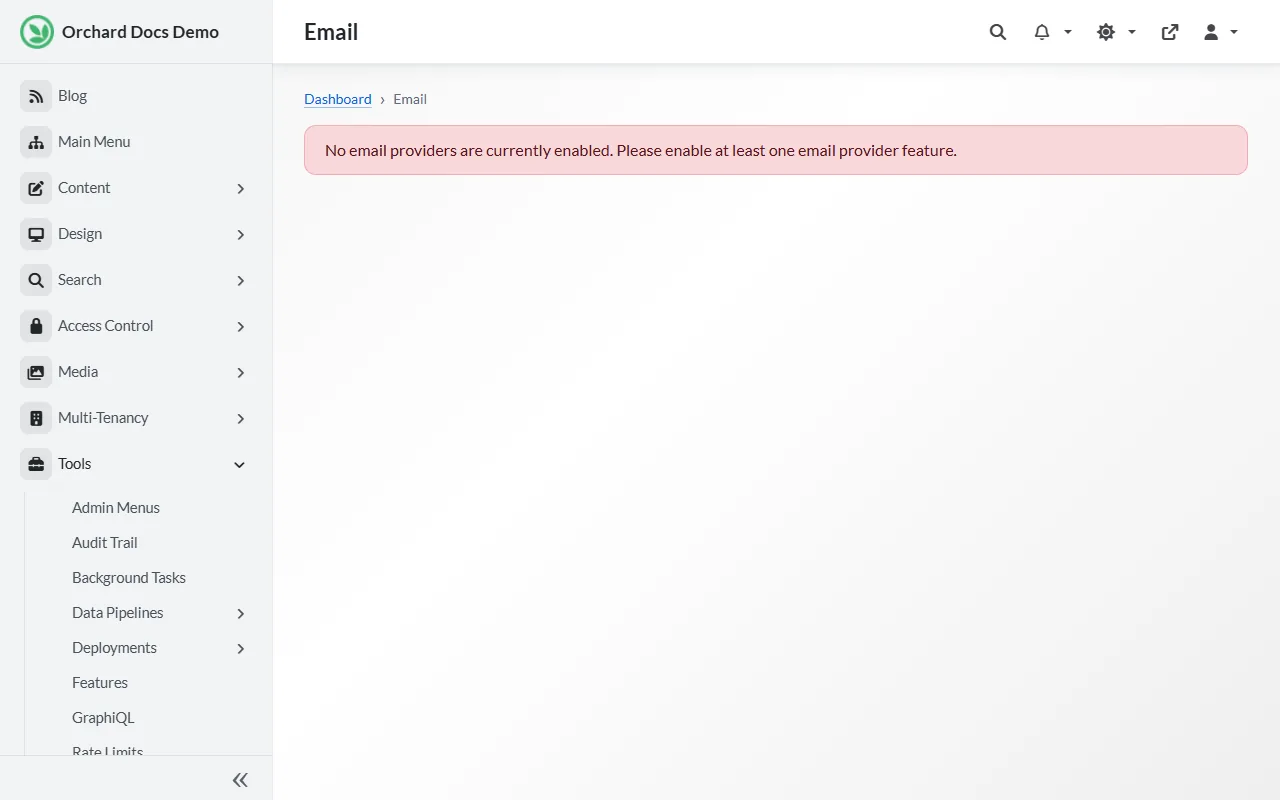 Orchard Docs Demo
Email
Blog
Main Menu
Content
Design
Search
Access Control
Media
Multi-Tenancy
Tools
Admin Menus
Audit Trail
Background Tasks
Data Pipelines
Deployments
Features
GraphiQL
Rate Limits
Dashboard › Email
No email providers are currently enabled. Please enable at least one email provider feature.